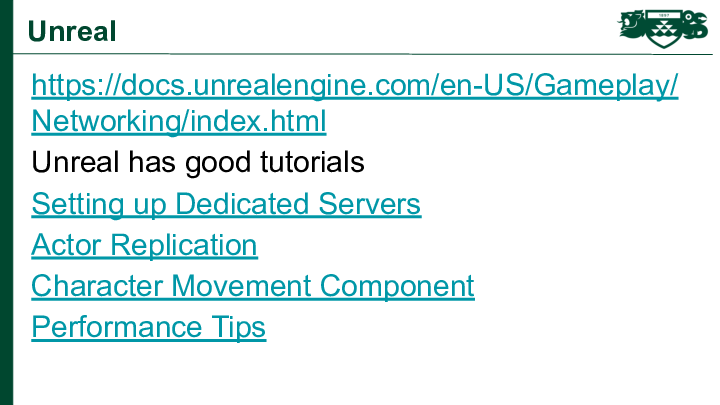 Unreal
https://docs.unrealengine.com/en-US/Gameplay/
Networking/index.html
Unreal has good tutorials
Setting up Dedicated Servers
Actor Replication
Character Movement Component
Performance Tips